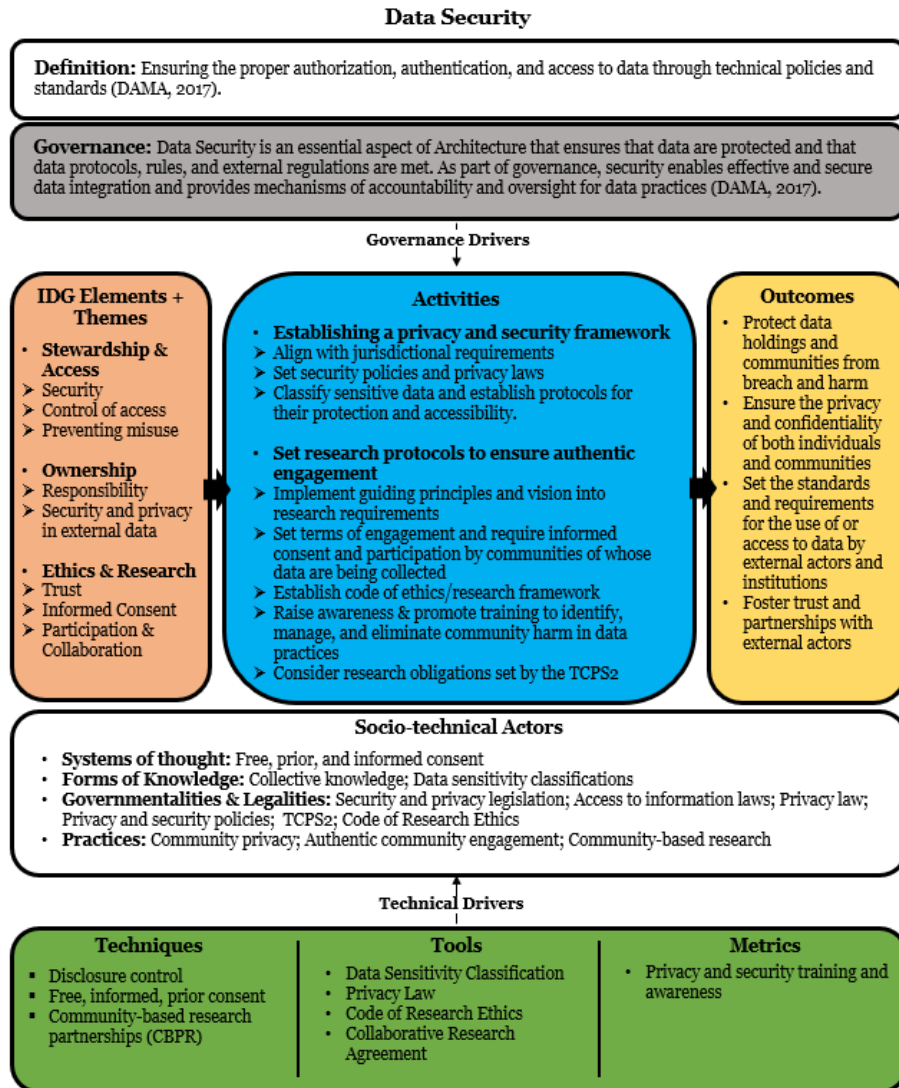 Data Security
Definition: Ensuring the proper authorization, authentication, and access to data through technical policies and
standards (DAMA, 2017).
Governance: Data Security is an essential aspect of Architecture that ensures that data are protected and that
data protocols, rules, and external regulations are met. As part of governance, security enables effective and secure
data integration and provides mechanisms of accountability and oversight for data practices (DAMA, 2017).
Governance Drivers
IDG Elements +
Themes
• Stewardship &
Access
➢ Security
➢ Control of access
➢ Preventing misuse
• Ownership
➢ Responsibility
➢ Security and privacy
in external data
• Ethics & Research
➢ Trust
➢ Informed Consent
➢ Participation &
Collaboration
Activities
• Establishing a privacy and security framework
➢ Align with jurisdictional requirements
➢ Set security policies and privacy laws
➢ Classify sensitive data and establish protocols for
their protection and accessibility.
• Set research protocols to ensure authentic
engagement
➢ Implement guiding principles and vision into
research requirements
➢ Set terms of engagement and require informed
consent and participation by communities of whose
data are being collected
➢ Establish code of ethics/research framework
➢ Raise awareness & promote training to identify,
manage, and eliminate community harm in data
practices
➢ Consider research obligations set by the TCPS2
Outcomes
• Protect data
holdings and
communities from
breach and harm
• Ensure the privacy
and confidentiality
of both individuals
and communities
• Set the standards
and requirements
for the use of or
access to data by
external actors and
institutions
• Foster trust and
partnerships with
external actors
Socio-technical Actors
• Systems of thought: Free, prior, and informed consent
• Forms of Knowledge: Collective knowledge; Data sensitivity classifications
• Governmentalities & Legalities: Security and privacy legislation; Access to information laws; Privacy law;
Privacy and security policies; TCPS2; Code of Research Ethics
• Practices: Community privacy; Authentic community engagement; Community-based research
Technical Drivers
Techniques
▪ Disclosure control
▪ Free, informed, prior consent
▪ Community-based research
partnerships (CBPR)
Tools
• Data Sensitivity Classification
• Privacy Law
• Code of Research Ethics
• Collaborative Research
Agreement
Metrics
• Privacy and security training and
awareness